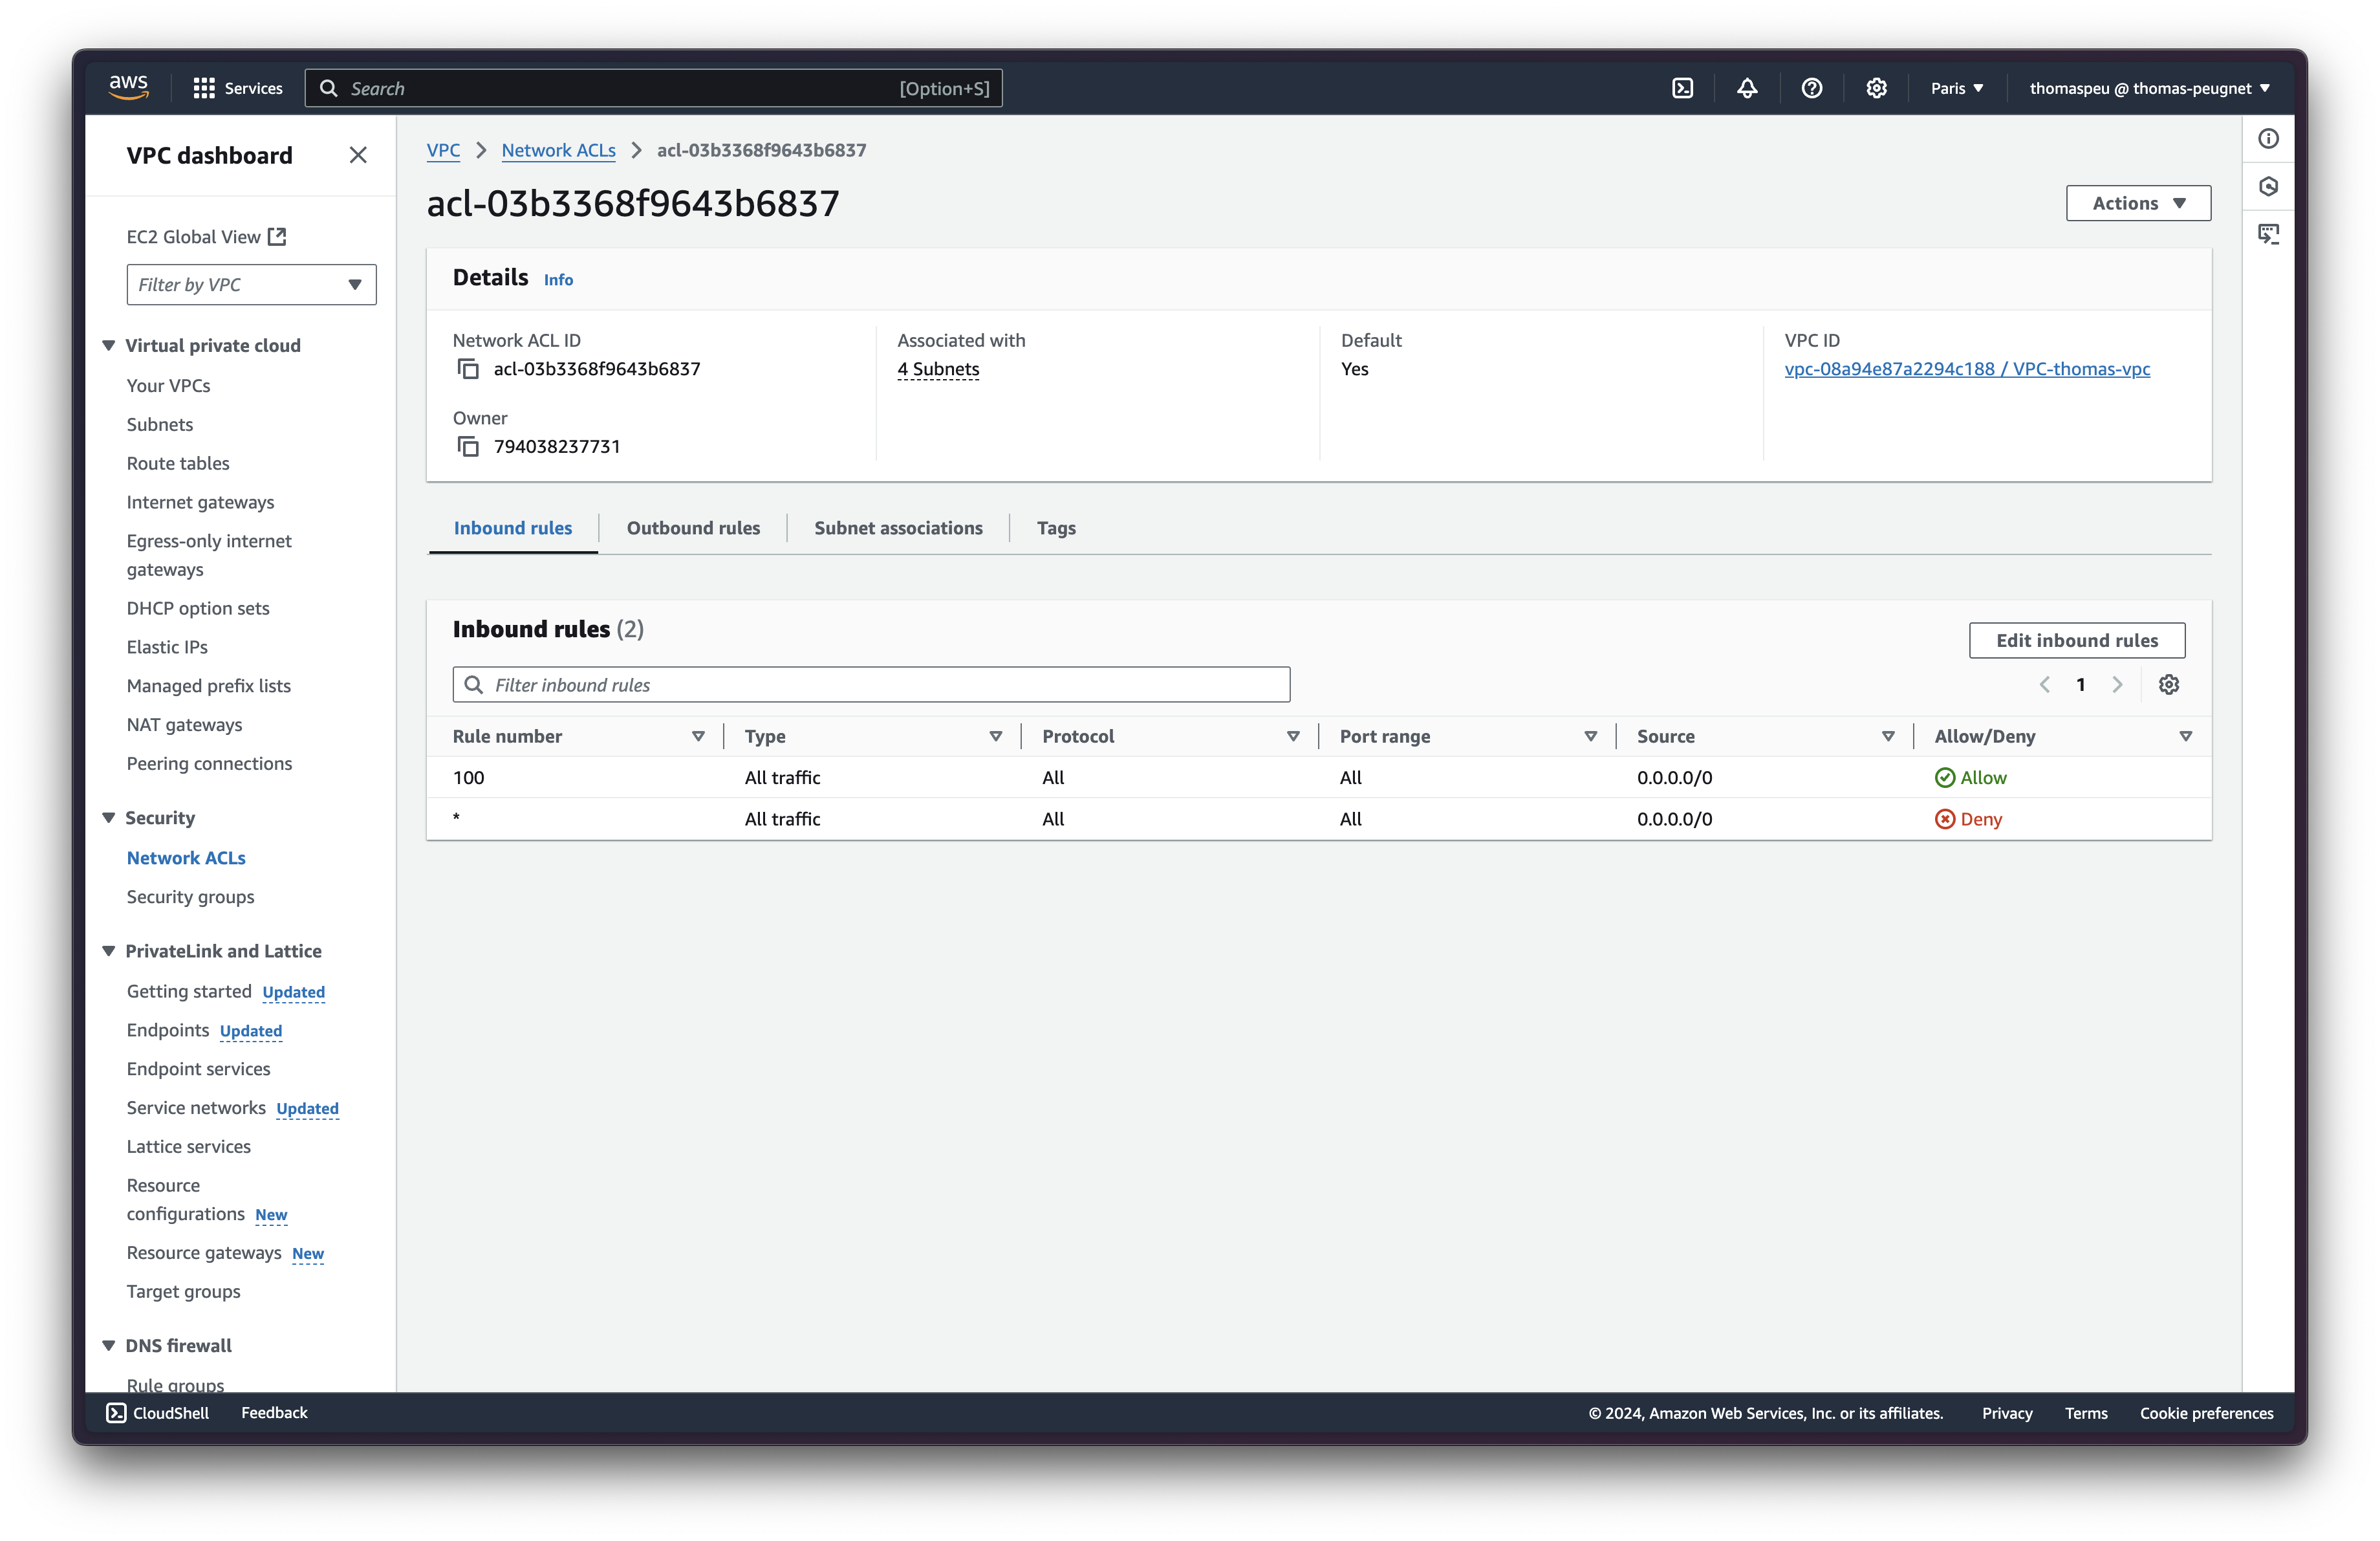 aws Services Search [Option+S] Paris thomaspeu @ thomas-peugnet
VPC dashboard
EC2 Global View
Filter by VPC
Virtual private cloud
Your VPCs
Subnets
Route tables
Internet gateways
Egress-only internet
gateways
DHCP option sets
Elastic IPs
Managed prefix lists
NAT gateways
Peering connections
Security
Network ACLs
Security groups
PrivateLink and Lattice
Getting started Updated
Endpoints Updated
Endpoint services
Service networks Updated
Lattice services
Resource
configurations New
Resource gateways New
Target groups
DNS firewall
Rule groups
VPC > Network ACLs > acl-03b3368f9643b6837
acl-03b3368f9643b6837
Actions
Details Info
Network ACL ID
acl-03b3368f9643b6837
Owner
794038237731
Associated with
4 Subnets
Default
Yes
VPC ID
vpc-08a94e87a2294c188 / VPC-thomas-vpc
Inbound rules Outbound rules Subnet associations Tags
Inbound rules (2)
Edit inbound rules
Filter inbound rules
1
Rule number Type Protocol Port range Source Allow/Deny
100 All traffic All All 0.0.0.0/0 Allow
* All traffic All All 0.0.0.0/0 Deny
CloudShell Feedback © 2024, Amazon Web Services, Inc. or its affiliates. Privacy Terms Cookie preferences